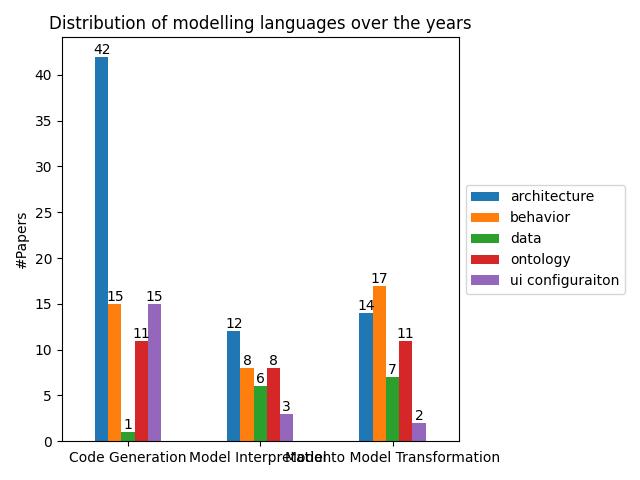 Distribution of modelling languages over the years
#Papers
40
35
30
25
20
15
10
5
0
42
15
1
11
15
12
8
6
8
3
14
17
7
11
2
Code Generation
Model Interpretation
Model to Model Transformation
architecture
behavior
data
ontology
ui configuraiton